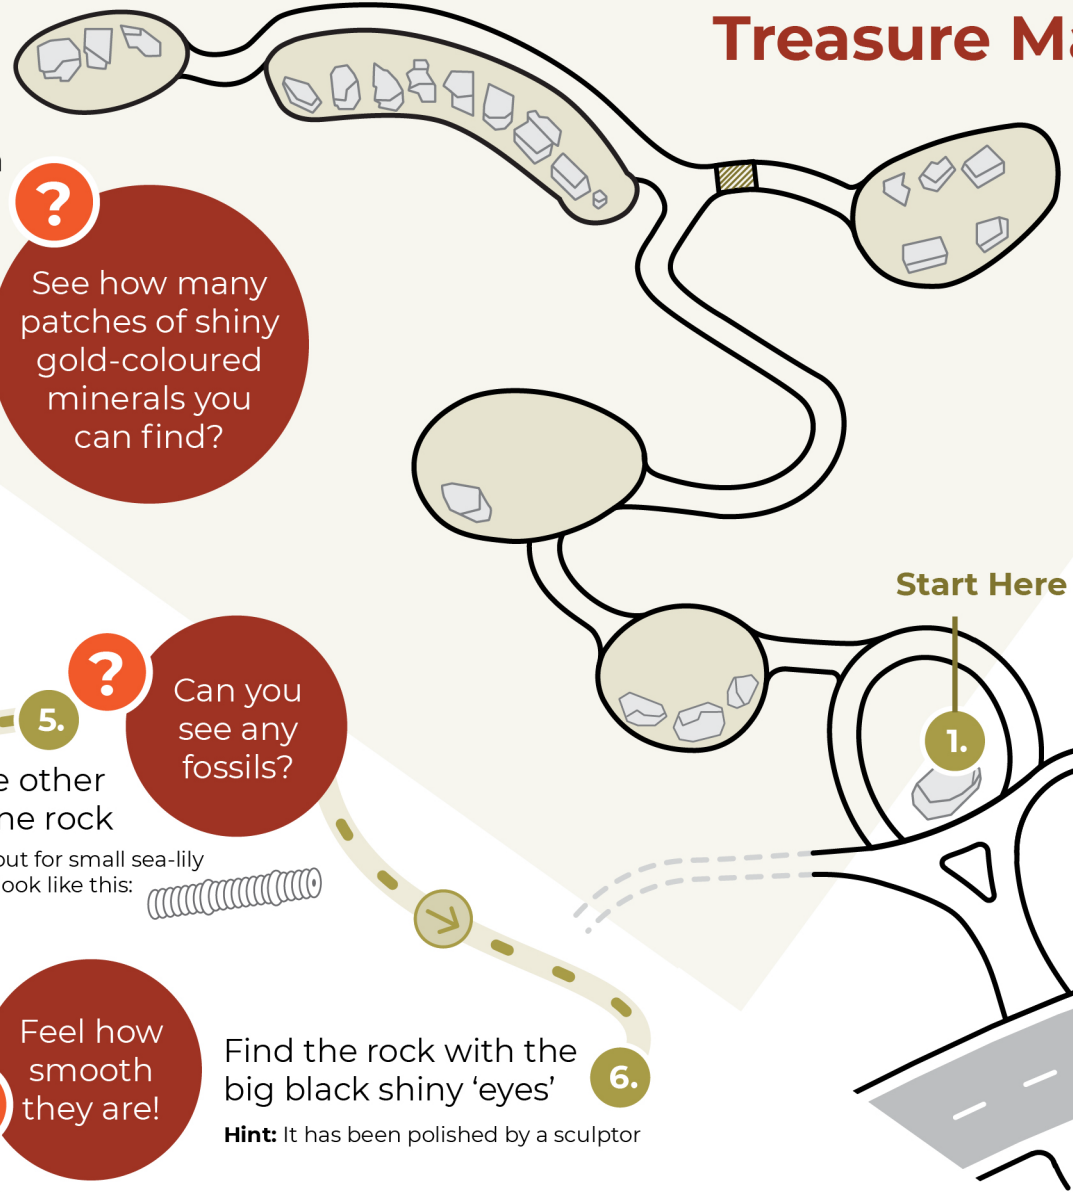 Treasure Ma
?
See how many
patches of shiny
gold-coloured
minerals you
can find?
Start Here
1.
5.
?
Can you
see any
fossils?
e other
ne rock
out for small sea-lily
ook like this:
Feel how
smooth
they are!
Find the rock with the
big black shiny ‘eyes’
6.
Hint: It has been polished by a sculptor